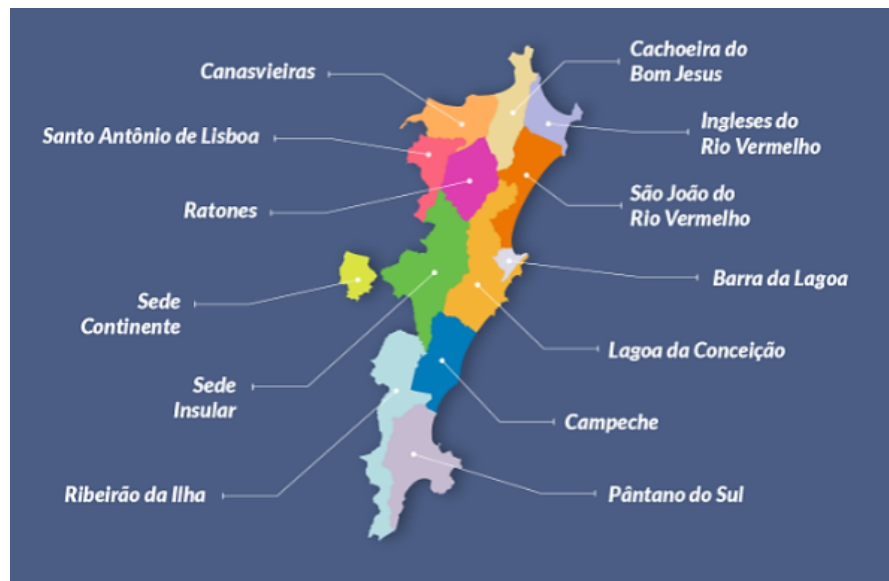 Canasvieiras
Cachoeira do
Bom Jesus
Santo Antônio de Lisboa
Ingleses do
Rio Vermelho
Ratones
São João do
Rio Vermelho
Barra da Lagoa
Sede
Continente
Lagoa da Conceição
Sede
Insular
Campeche
Ribeirão da Ilha
Pântano do Sul